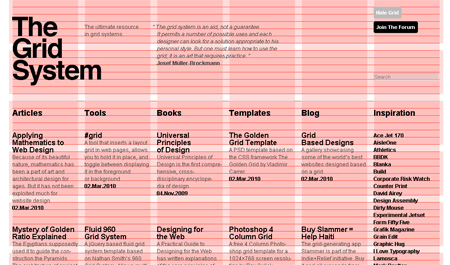 The
Grid
System
The ultimate resource
in grid systems.
" The grid system is an aid, not a guarantee.
It permits a number of possible uses and each
designer can look for a solution appropriate to his
personal style. But one must learn how to use the
grid; it is an art that requires practice. "
Josef Müller-Brockmann
Hide Grid
Join The Forum
Search
Articles
Tools
Books
Templates
Blog
Inspiration
Applying
Mathematics to
Web Design
Because of its beautiful
nature, mathematics has
been a part of art and
architectural design for
ages. But it has not been
exploited much for
website design.
02.Mar.2010
#grid
A tool that inserts a layout
grid in web pages, allows
you to hold it in place, and
toggle between displaying
it in the foreground
or background
02.Mar.2010
Universal
Principles
of Design
Universal Principles of
Design is the first compre-
hensive, cross-
disciplinary encyclope-
dia of design.
04.Nov.2009
The Golden
Grid Template
A PSD template based on
the CSS framework The
Golden Grid by Vladimir
Carrer
02.Mar.2010
Grid
Based Designs
A gallery showcasing
some of the world's best
websites designed based
on a grid.
02.Mar.2010
Ace Jet 170
AisleOne
Athletics
BBDK
Blanka
Build
Corporate Risk Watch
Counter Print
David Airey
Design Assembly
Dirty Mouse
Experimental Jetset
Form Fifty Five
Grafik Magazine
Grain Edit
Graphic Hug
I Love Typography
Lamosca
Mark Boulton
Mystery of Golden
Ratio Explained
The Egyptians supposedly
used it to guide the con-
struction the Pyramids.
Fluid 960
Grid System
A jQuery based fluid grid
system template based
on Nathan Smith's 960
Design for
the Web
A Practical Guide to
Designing for the Web
has written explanations
Photoshop 4
Column Grid
A free 4 Column Photo-
shop grid template for a
1024×768 screen resolu-
Buy Slammer =
Help Haiti
The grid-generating app
Slammer is part of the
Indie+Relief initiative. Buy